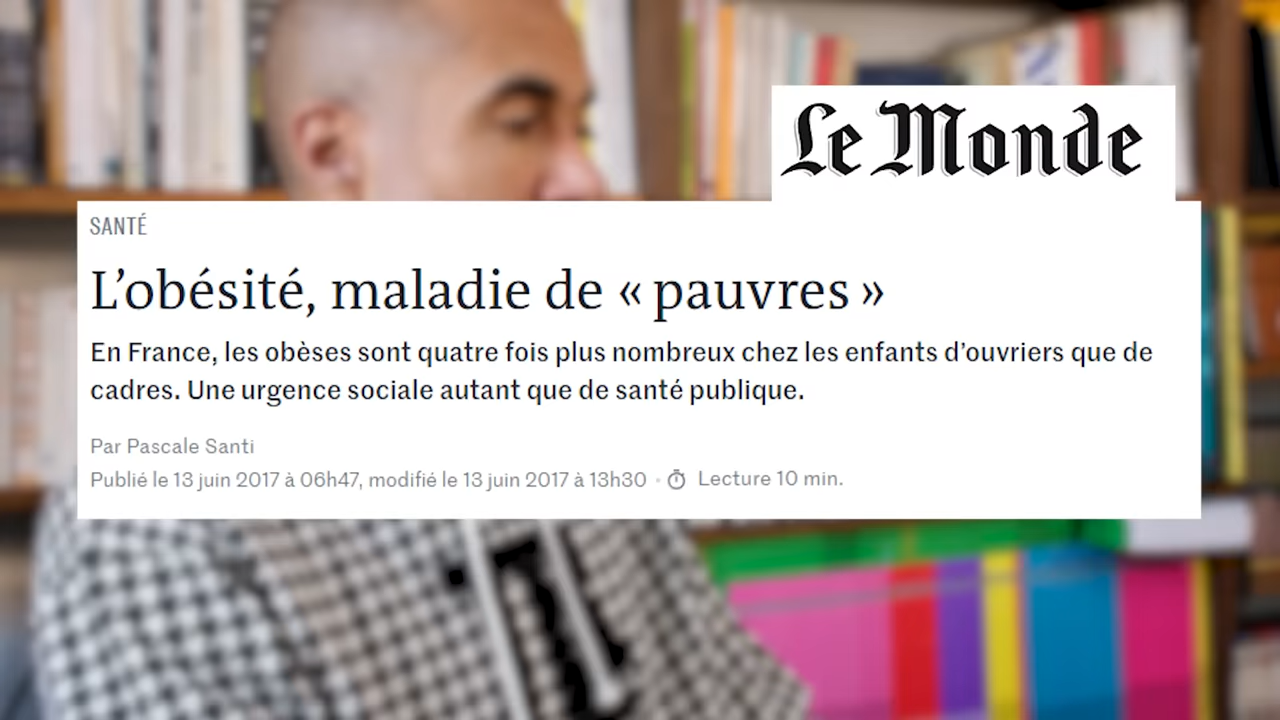 Le Monde
SANTÉ
L’obésité, maladie de « pauvres »
En France, les obèses sont quatre fois plus nombreux chez les enfants d’ouvriers que de
cadres. Une urgence sociale autant que de santé publique.
Par Pascale Santi
Publié le 13 juin 2017 à 06h47, modifié le 13 juin 2017 à 13h30 • Lecture 10 min.